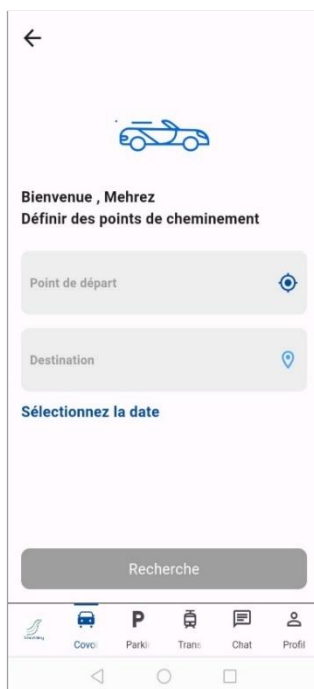 Bienvenue , Mehrez
Définir des points de cheminement
Point de départ
Destination
Sélectionnez la date
Recherche
P
Covoi Parki Trans Chat Profil